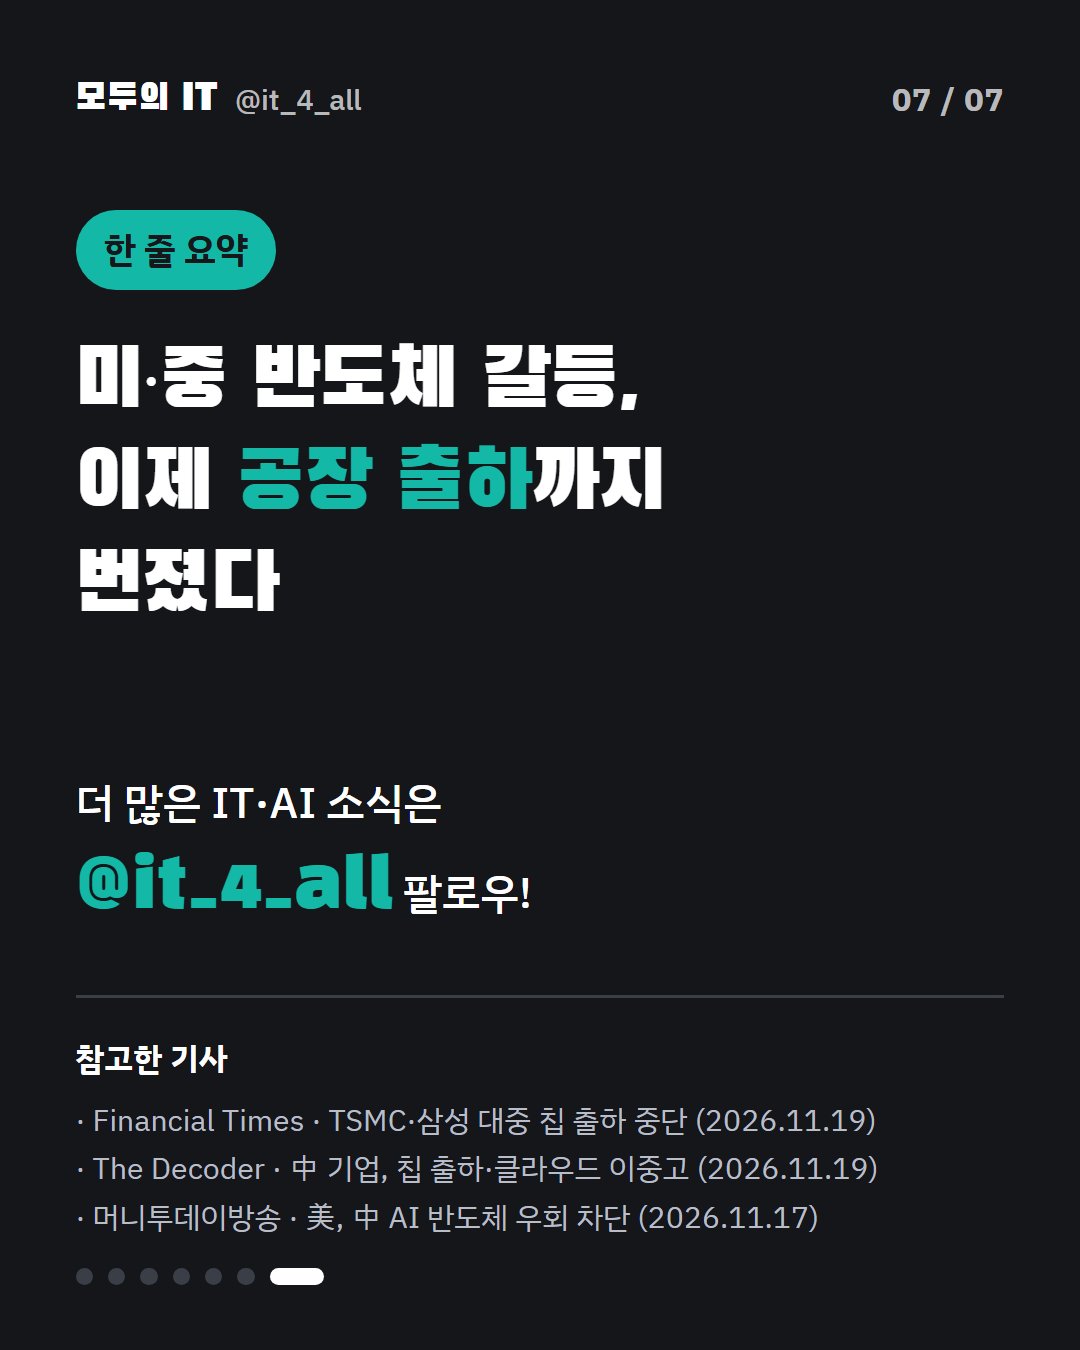 모두의 IT @it_4_all
07 / 07
한 줄 요약
미·중 반도체 갈등,
이제 공장 출하까지
번졌다
더 많은 IT·AI 소식은
@it_4_all 팔로우!
참고한 기사
· Financial Times · TSMC·삼성 대중 칩 출하 중단 (2026.11.19)
· The Decoder · 中 기업, 칩 출하·클라우드 이중고 (2026.11.19)
· 머니투데이방송 · 美, 中 AI 반도체 우회 차단 (2026.11.17)